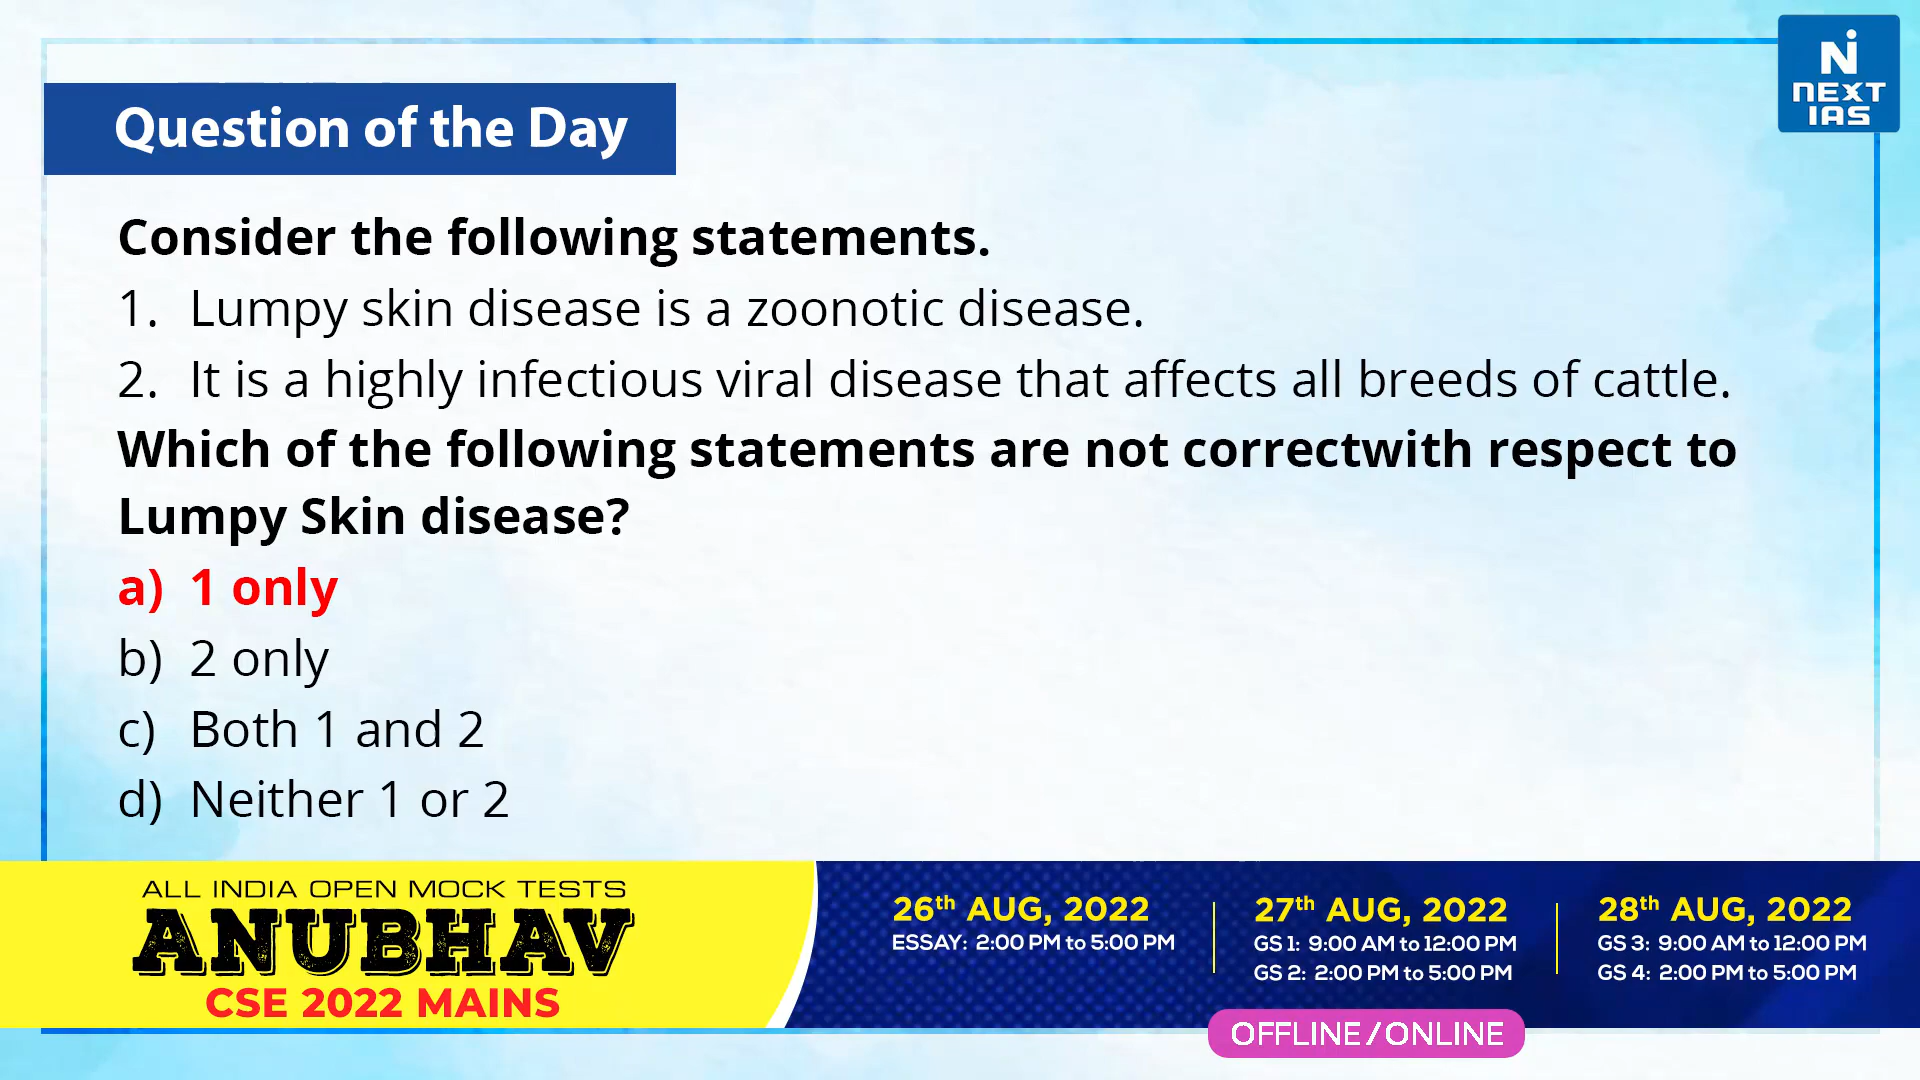 NEXT
IAS
Question of the Day
Consider the following statements.
1. Lumpy skin disease is a zoonotic disease.
2. It is a highly infectious viral disease that affects all breeds of cattle.
Which of the following statements are not correctwith respect to
Lumpy Skin disease?
a) 1 only
b) 2 only
c) Both 1 and 2
d) Neither 1 or 2
ALL INDIA OPEN MOCK TESTS
ANUBHAV
CSE 2022 MAINS
26th AUG, 2022
ESSAY: 2:00 PM to 5:00 PM
27th AUG, 2022
GS 1: 9:00 AM to 12:00 PM
GS 2: 2:00 PM to 5:00 PM
28th AUG, 2022
GS 3: 9:00 AM to 12:00 PM
GS 4: 2:00 PM to 5:00 PM
OFFLINE/ONLINE